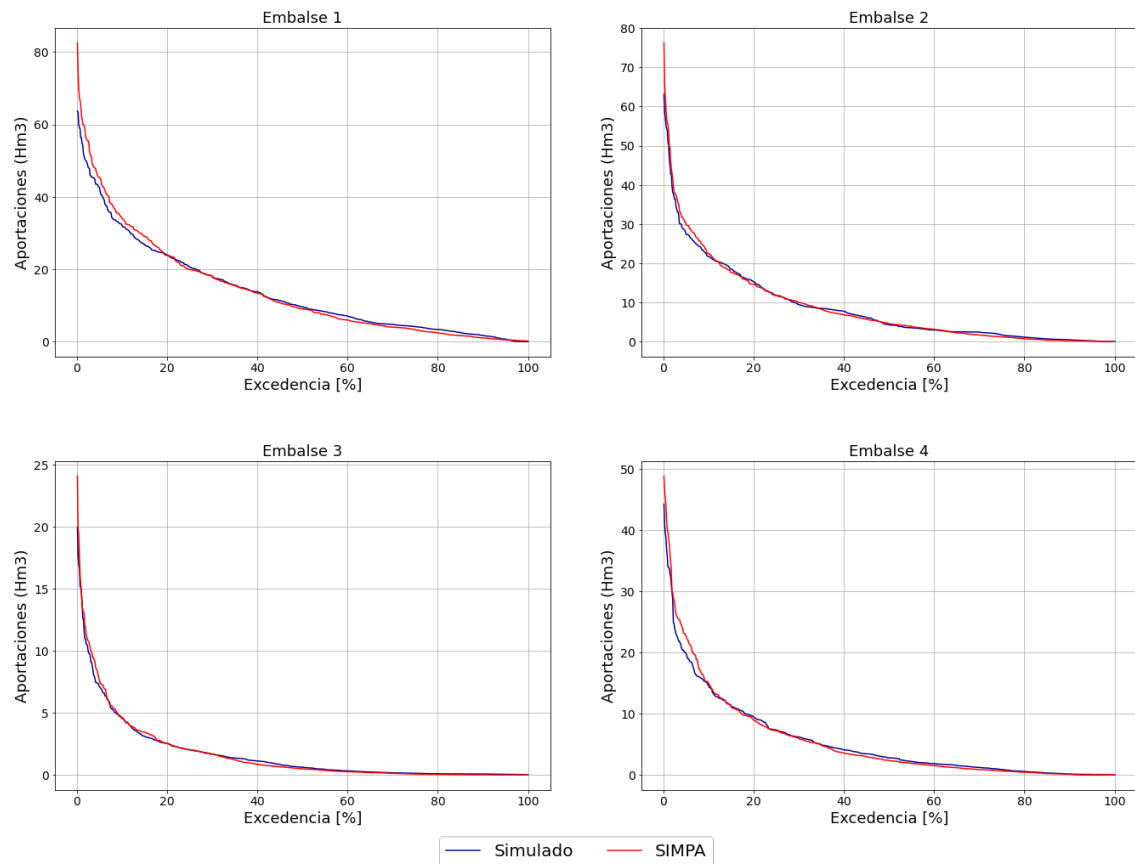 Embalse 1
Aportaciones (Hm3)
80
60
40
20
0
0 20 40 60 80 100
Excedencia [%]
Embalse 2
Aportaciones (Hm3)
80
70
60
50
40
30
20
10
0
0 20 40 60 80 100
Excedencia [%]
Embalse 3
Aportaciones (Hm3)
25
20
15
10
5
0
0 20 40 60 80 100
Excedencia [%]
Embalse 4
Aportaciones (Hm3)
50
40
30
20
10
0
0 20 40 60 80 100
Excedencia [%]
Simulado SIMPA